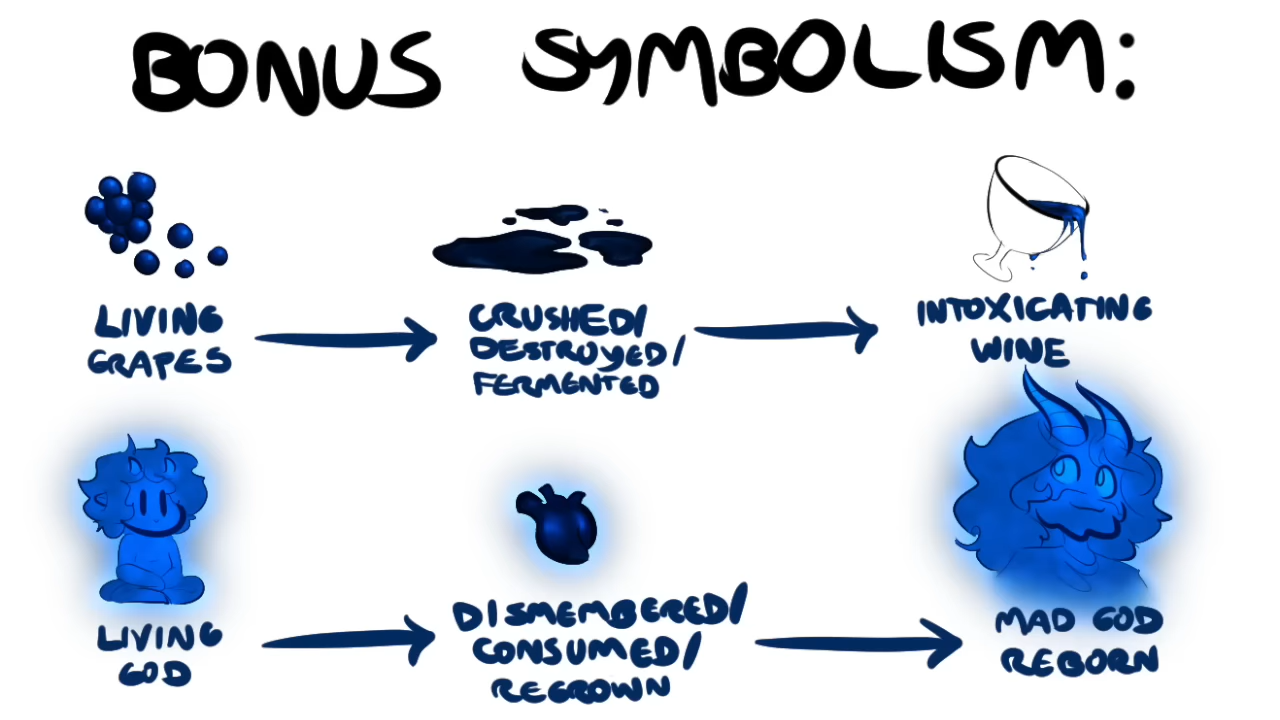 BONUS SYMBOLISM:
LIVING
GRAPES
CRUSHED/
DESTROYED/
FERMENTED
INTOXICATING
WINE
LIVING
GOD
DISMEMBERED/
CONSUMED/
REGROWN
MAD GOD
REBORN